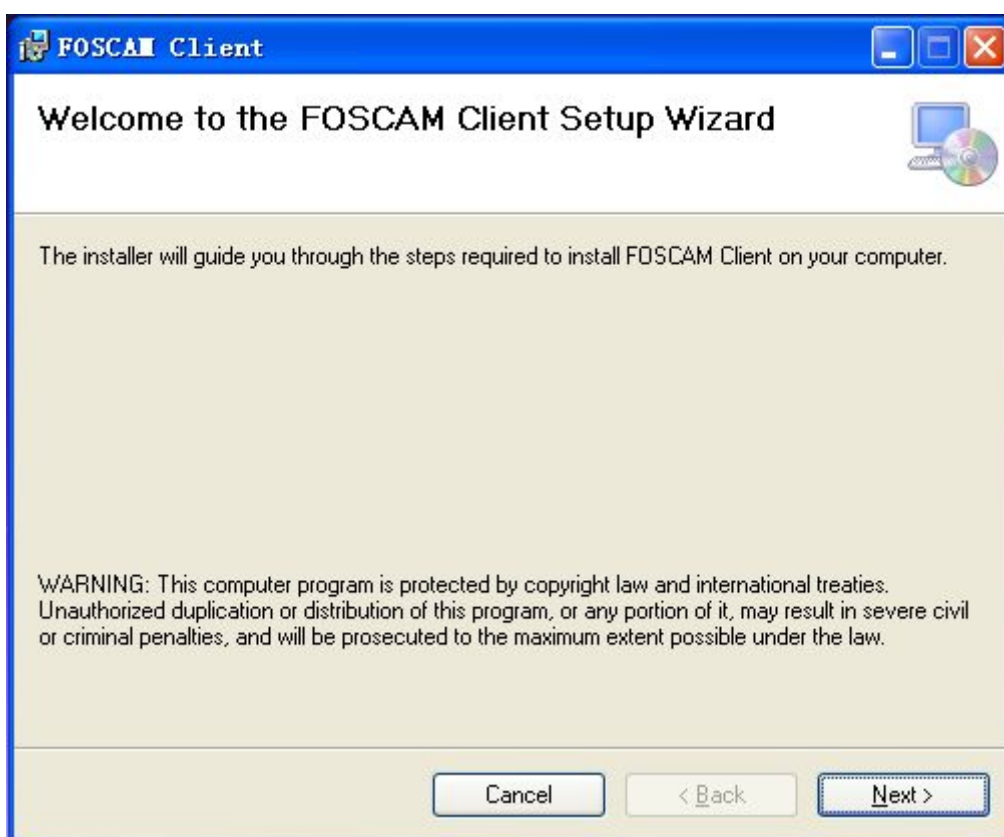 FOSCAM Client
Welcome to the FOSCAM Client Setup Wizard
The installer will guide you through the steps required to install FOSCAM Client on your computer.
WARNING: This computer program is protected by copyright law and international treaties.
Unauthorized duplication or distribution of this program, or any portion of it, may result in severe civil
or criminal penalties, and will be prosecuted to the maximum extent possible under the law.
Cancel < Back Next >